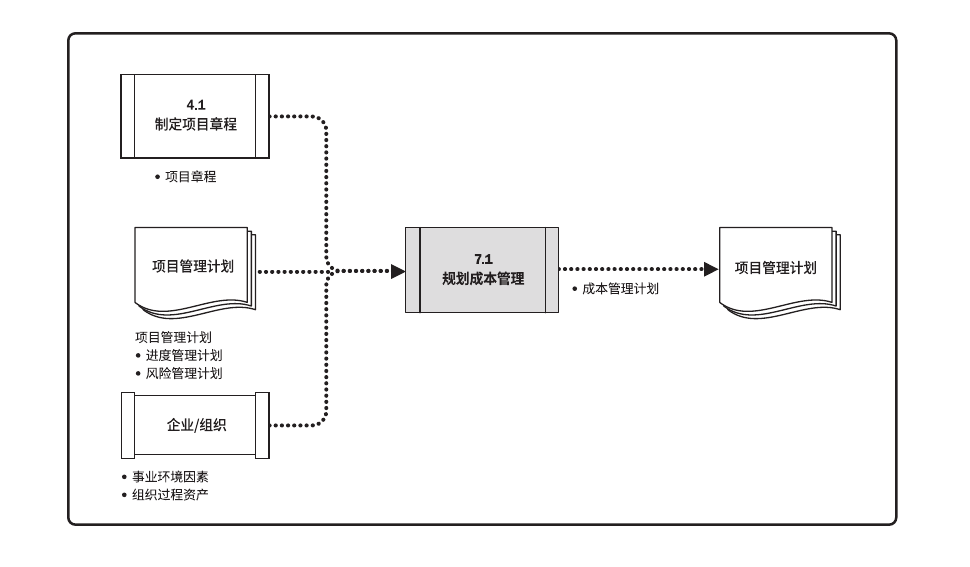 4.1
制定项目章程
• 项目章程
项目管理计划
项目管理计划
• 进度管理计划
• 风险管理计划
企业/组织
• 事业环境因素
• 组织过程资产
7.1
规划成本管理
• 成本管理计划
项目管理计划